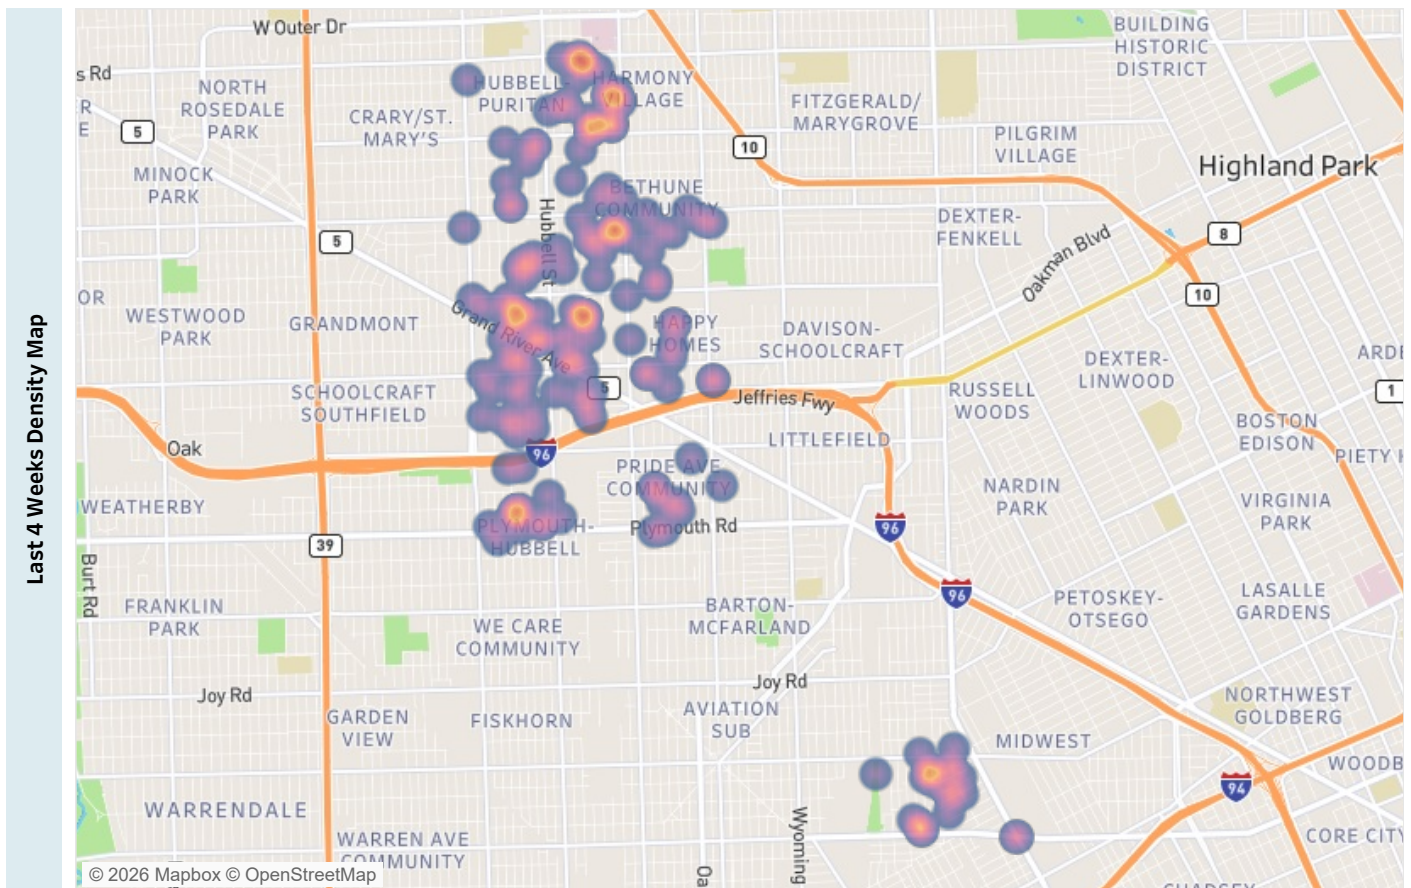 Last 4 Weeks Density Map
W Outer Dr
BUILDING
HISTORIC
DISTRICT
s Rd
NORTH
ROSEDALE
PARK
HUBBELL-
PURITAN
HARMONY
VILLAGE
R
E
5
CRARY/ST.
MARY'S
FITZGERALD/
MARYGROVE
10
PILGRIM
VILLAGE
Highland Park
MINOCK
PARK
BETHUNE
COMMUNITY
Hubbell St
DEXTER-
FENKELL
Oakman Blvd
8
5
10
OR
WESTWOOD
PARK
GRANDMONT
Grand River Ave
HAPPY
HOMES
DAVISON-
SCHOOLCRAFT
DEXTER-
LINWOOD
ARDE
5
1
SCHOOLCRAFT
SOUTHFIELD
Jeffries Fwy
RUSSELL
WOODS
BOSTON
EDISON
Oak
96
LITTLEFIELD
PIETY H
PRIDE AVE
COMMUNITY
NARDIN
PARK
VIRGINIA
PARK
WEATHERBY
PLYMOUTH-
HUBBELL
Plymouth Rd
96
39
Burt Rd
96
FRANKLIN
PARK
WE CARE
COMMUNITY
BARTON-
MCFARLAND
PETOSKEY-
OTSEGO
LASALLE
GARDENS
Joy Rd
Joy Rd
GARDEN
VIEW
FISKHORN
AVIATION
SUB
NORTHWEST
GOLDBERG
MIDWEST
WOODB
94
WARRENDALE
Wyoming
WARREN AVE
COMMUNITY
CORE CITY
Oa
CHADSEY
© 2026 Mapbox © OpenStreetMap